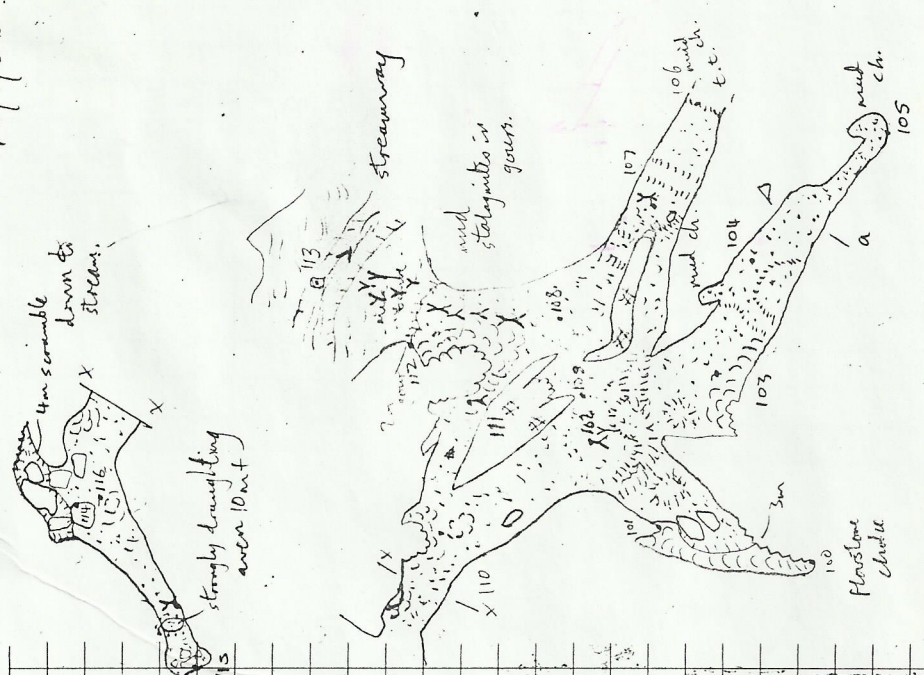 4m scramble
down to
stream.
X
X
116
114
strongly draughting
aven 10m+
streamway
113
mud
stalagmites in
gours.
106
mud
ch.
t.t.
107
mud ch.
108
112
111
109
102
101
104
mud
ch.
105
a
103
3m
100
flowstone
choke
X
X 110